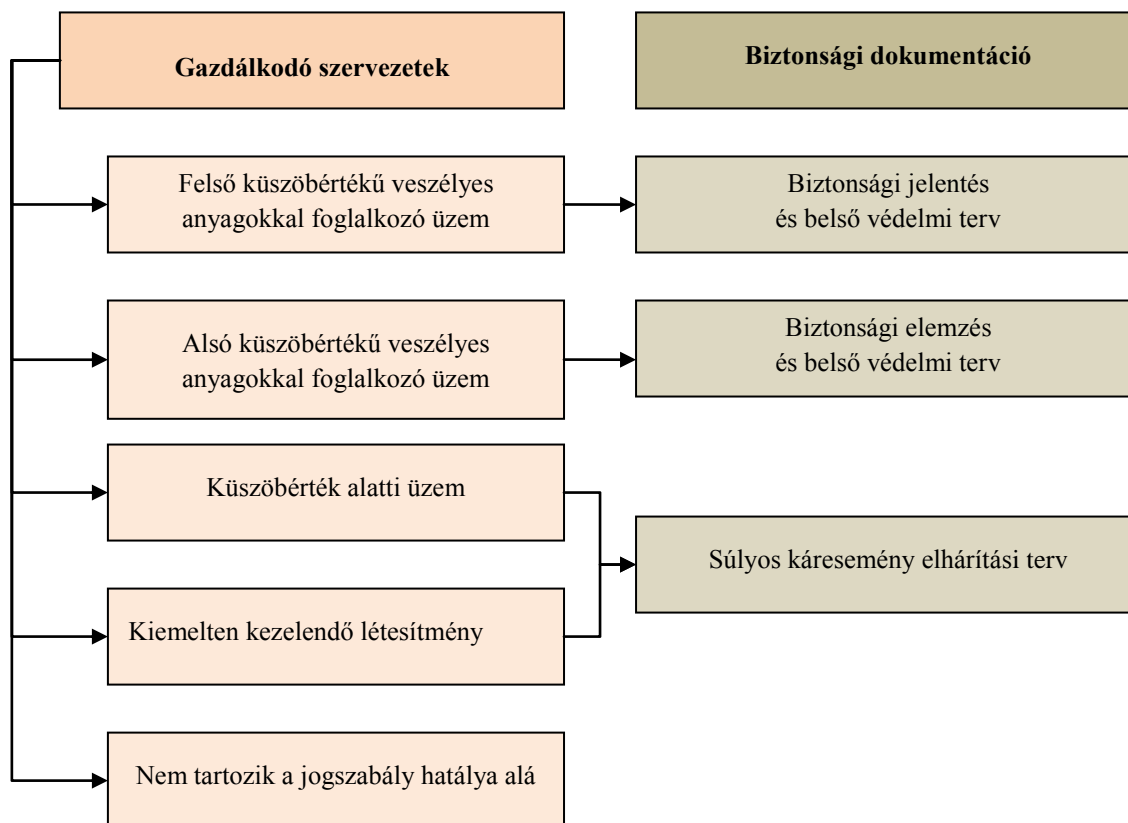 Gazdálkodó szervezetek
Biztonsági dokumentáció
Felső küszöbértékű veszélyes
anyagokkal foglalkozó üzem
Biztonsági jelentés
és belső védelmi terv
Alsó küszöbértékű veszélyes
anyagokkal foglalkozó üzem
Biztonsági elemzés
és belső védelmi terv
Küszöbérték alatti üzem
Súlyos káresemény elhárítási terv
Kiemelten kezelendő létesítmény
Nem tartozik a jogszabály hatálya alá